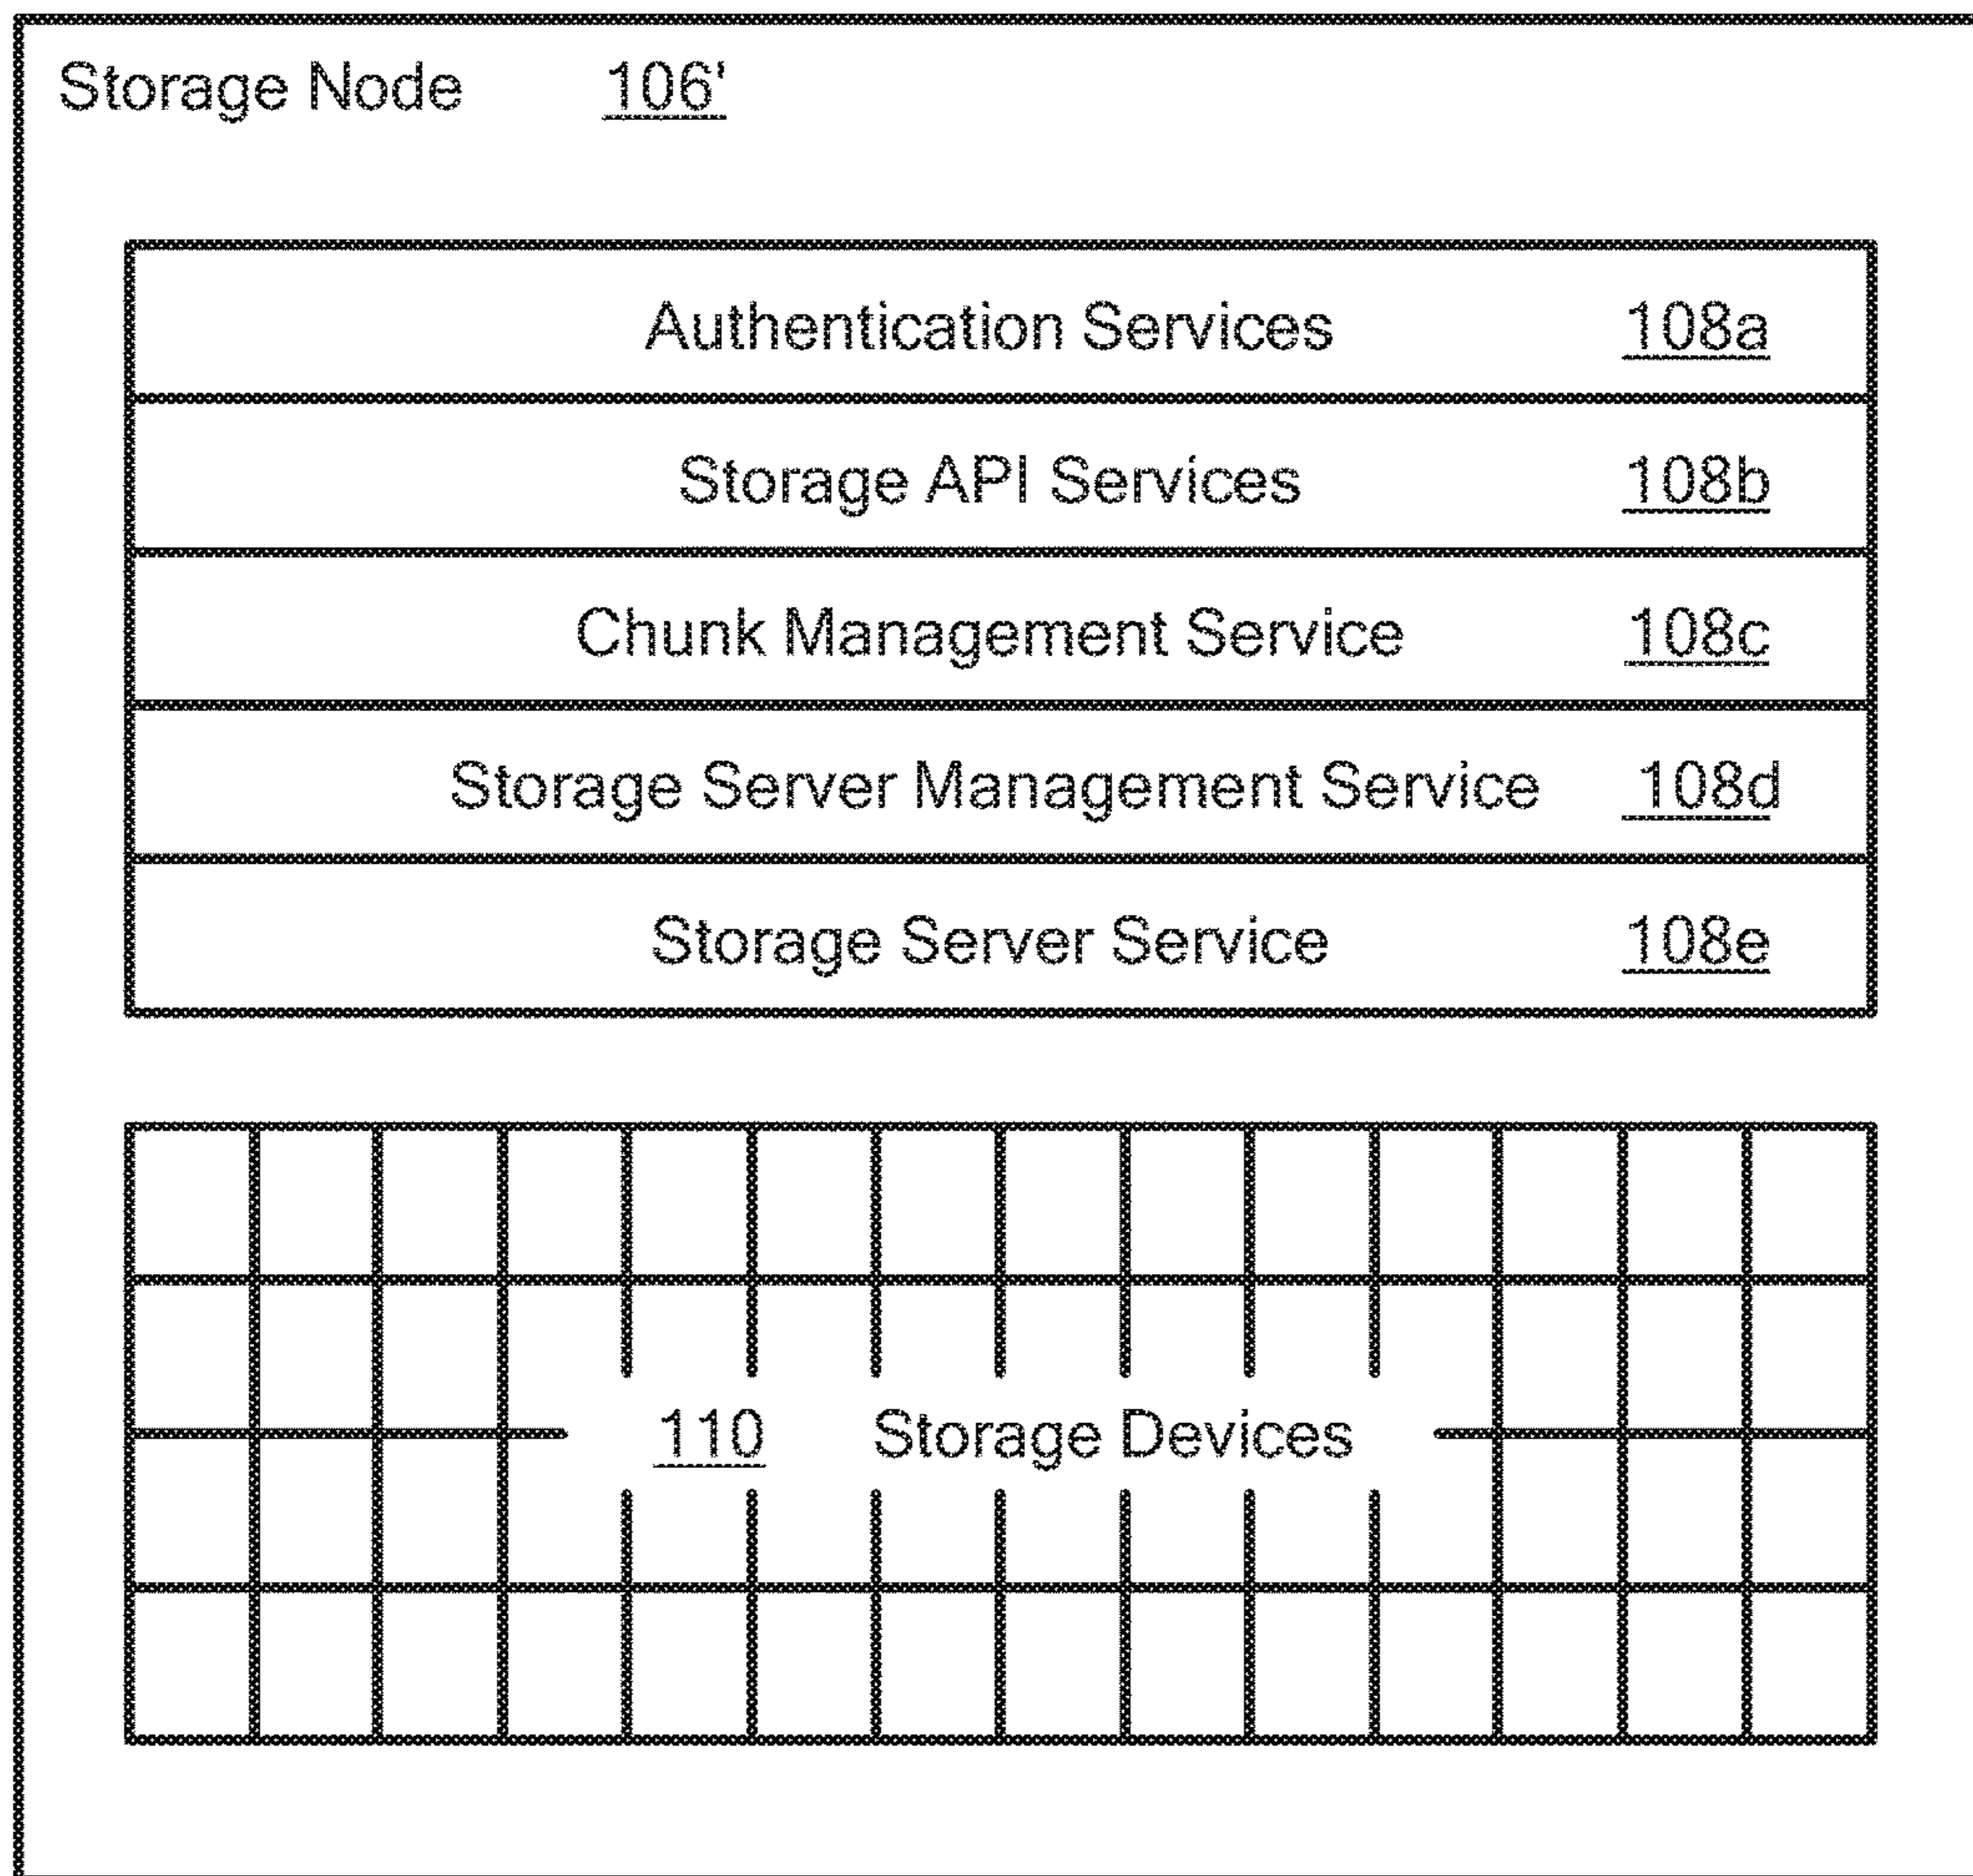 Storage Node 106'
Authentication Services 108a
Storage API Services 108b
Chunk Management Service 108c
Storage Server Management Service 108d
Storage Server Service 108e
110 Storage Devices